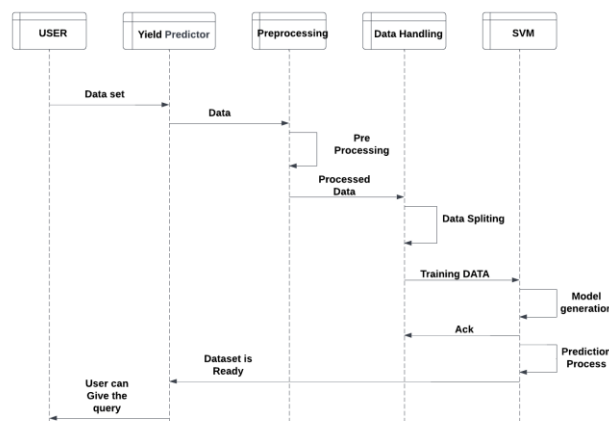 USER
Yield Predictor
Preprocessing
Data Handling
SVM
Data set
Data
Pre
Processing
Processed
Data
Data Spliting
Training DATA
Model
generation
Ack
Prediction
Process
Dataset is
Ready
User can
Give the
query